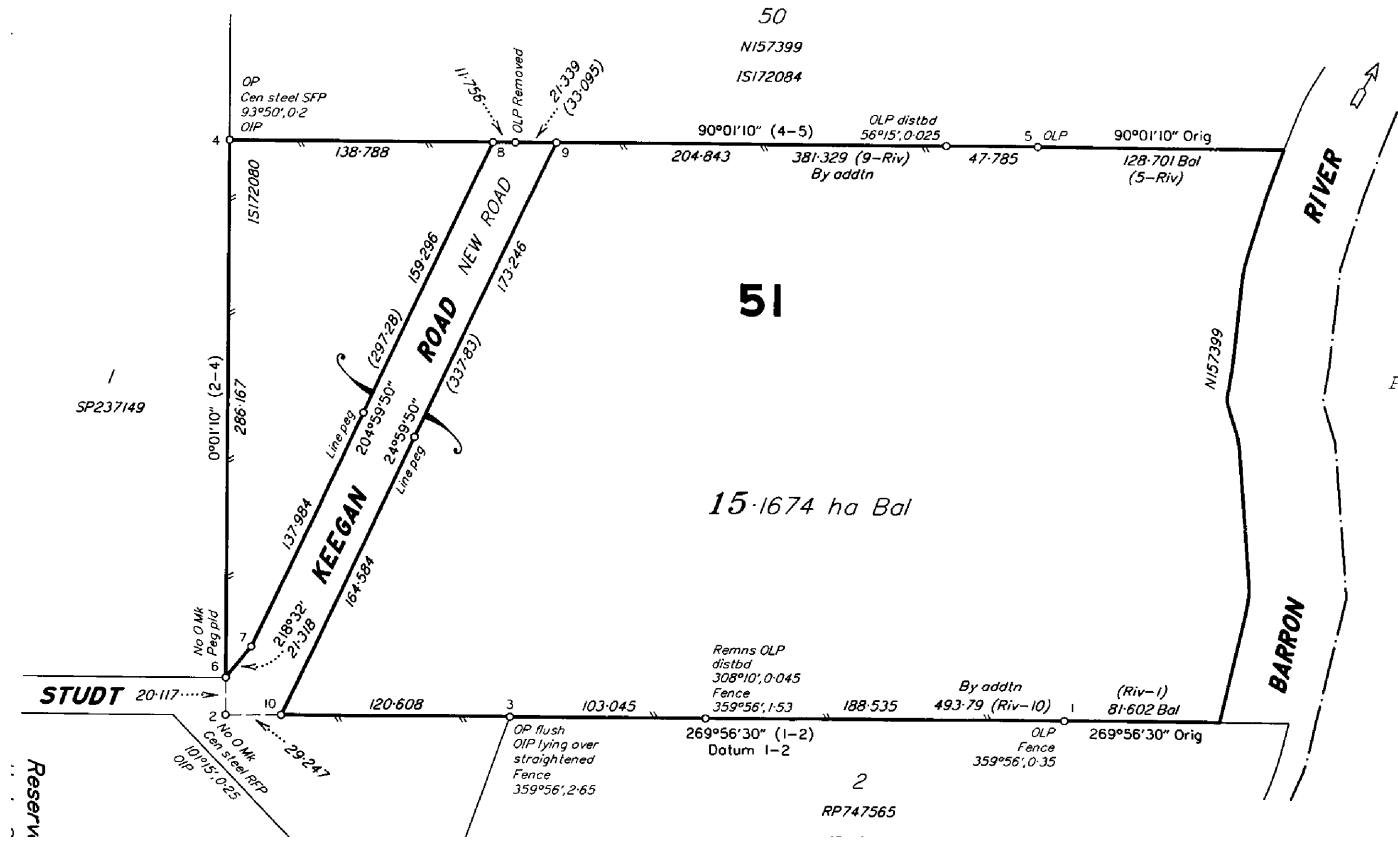 50
N157399
IS172084
OP
Cen steel SFP
93°50',0·2
OIP
4
11·756
OLP Removed
21·339
(33·095)
138·788
8
9
90°01'10" (4-5)
204·843
381·329 (9-Riv)
By addtn
OLP distbd
56°15',0·025
47·785
5 OLP
90°01'10" Orig
128·701 Bal
(5-Riv)
IS172080
NEW ROAD
159·296
173·246
RIVER
51
ROAD
(297·28)
(337·83)
N157399
1
SP237149
0°01'10" (2-4)
286·167
Line peg
204°59'50"
24°59'50"
Line peg
15·1674 ha Bal
137·984
KEEGAN
164·584
No O Mk
Peg pld
7
6
218°32'
21·318
BARRON
STUDT 20·117
2
10
120·608
3
103·045
Remns OLP
distbd
308°10',0·045
Fence
359°56',1·53
188·535
By addtn
493·79 (Riv-10)
1
(Riv-1)
81·602 Bal
269°56'30" (1-2)
Datum 1-2
269°56'30" Orig
No O Mk
Cen steel RFP
101°15',0·25
OIP
29·247
OP flush
OIP lying over
straightened
Fence
359°56',2·65
OLP
Fence
359°56',0·35
2
RP747565